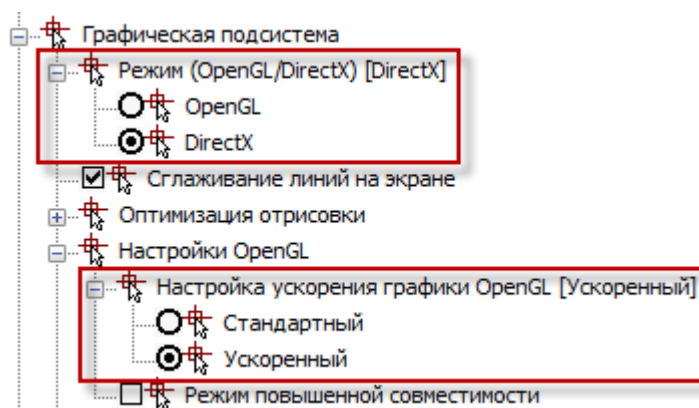 Графическая подсистема
Режим (OpenGL/DirectX) [DirectX]
OpenGL
DirectX
Сглаживание линий на экране
Оптимизация отрисовки
Настройки OpenGL
Настройка ускорения графики OpenGL [Ускоренный]
Стандартный
Ускоренный
Режим повышенной совместимости